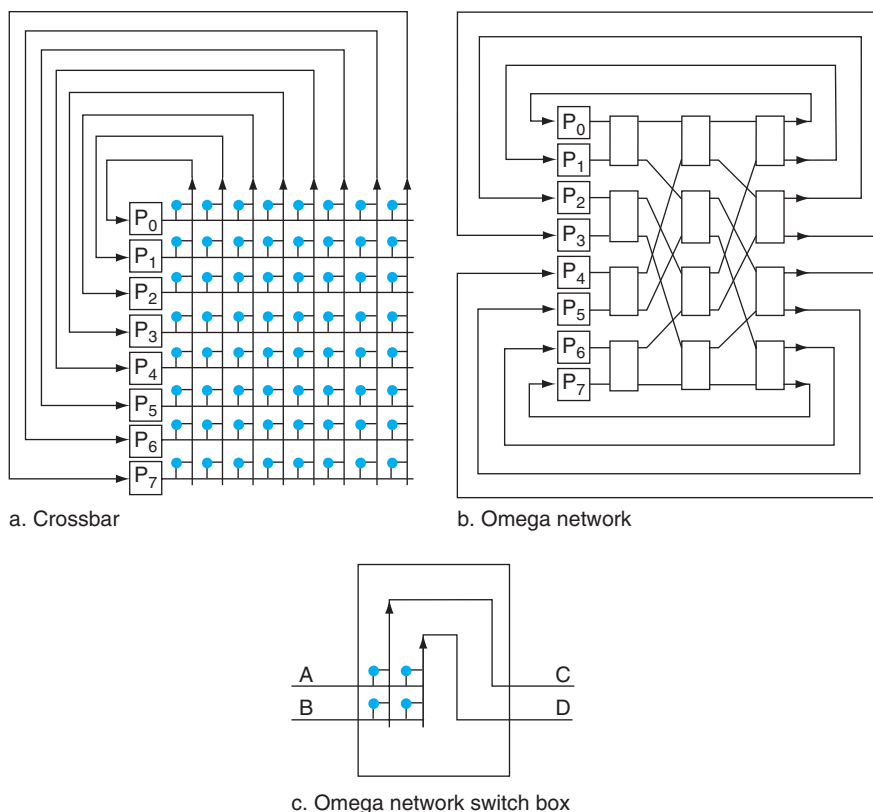 P0
P1
P2
P3
P4
P5
P6
P7
a. Crossbar
P0
P1
P2
P3
P4
P5
P6
P7
b. Omega network
A
B
C
D
c. Omega network switch box